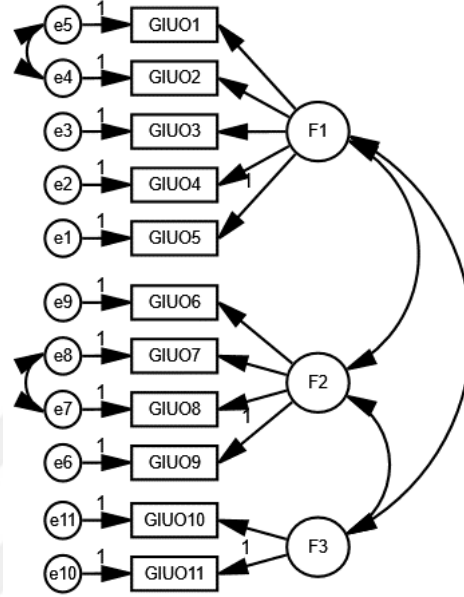 e5 1 GIUO1
e4 1 GIUO2
e3 1 GIUO3 F1
e2 1 GIUO4 1
e1 1 GIUO5
e9 1 GIUO6
e8 1 GIUO7 F2
e7 1 GIUO8 1
e6 1 GIUO9
e11 1 GIUO10
F3
e10 1 GIUO11 1